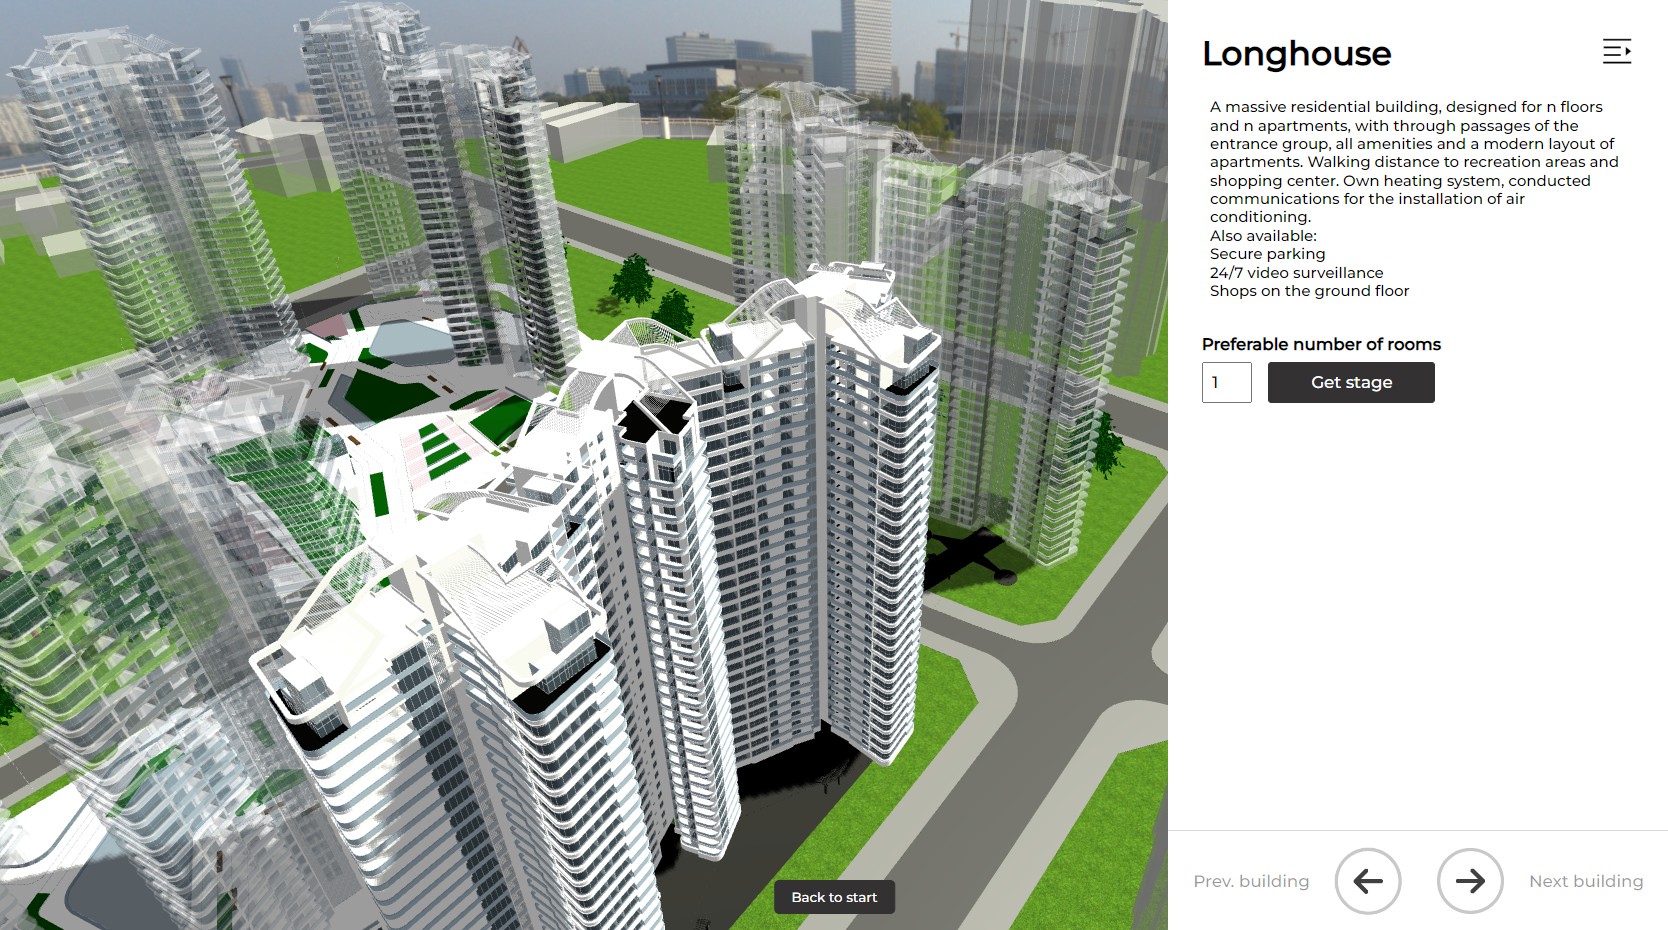 Longhouse
A massive residential building, designed for n floors
and n apartments, with through passages of the
entrance group, all amenities and a modern layout of
apartments. Walking distance to recreation areas and
shopping center. Own heating system, conducted
communications for the installation of air
conditioning.
Also available:
Secure parking
24/7 video surveillance
Shops on the ground floor
Preferable number of rooms
1
Get stage
Back to start
Prev. building
Next building